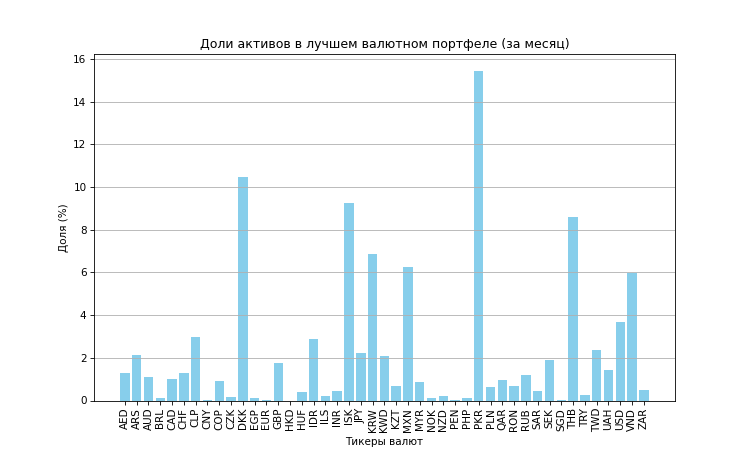 Доли активов в лучшем валютном портфеле (за месяц)
Доля (%)
16
14
12
10
8
6
4
2
0
AED ARS AUD BRL CAD CHF CLP CNY COP CZK DKK EGP EUR GBP HKD HUF IDR ILS INR ISK JPY KRW KWD KZT MXN MYR NOK NZD PEN PHP PKR PLN QAR RON RUB SAR SEK SGD THB TRY TWD UAH USD VND ZAR
Тикеры валют